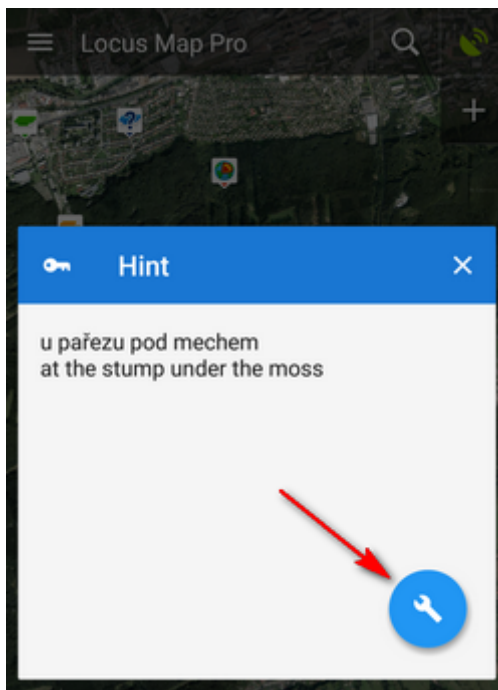 Locus Map Pro
Hint
u pařezu pod mechem
at the stump under the moss